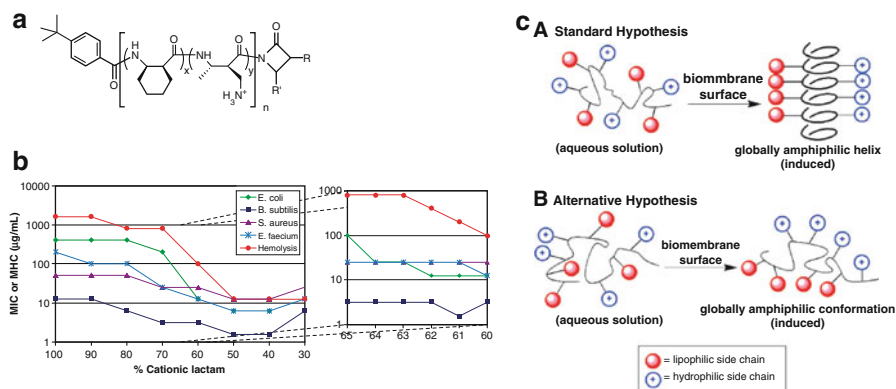 a
O
HN
O
HN
O
x
y
N
O
R
R'
H3N+
n
b
MIC or MHC (µg/mL)
10000
1000
100
10
1
100 90 80 70 60 50 40 30
% Cationic lactam
E. coli
B. subtilis
S. aureus
E. faecium
Hemolysis
1000
100
10
1
65 64 63 62 61 60
c
A Standard Hypothesis
biommbrane
surface
(aqueous solution)
globally amphiphilic helix
(induced)
B Alternative Hypothesis
biomembrane
surface
(aqueous solution)
globally amphiphilic conformation
(induced)
= lipophilic side chain
+ = hydrophilic side chain